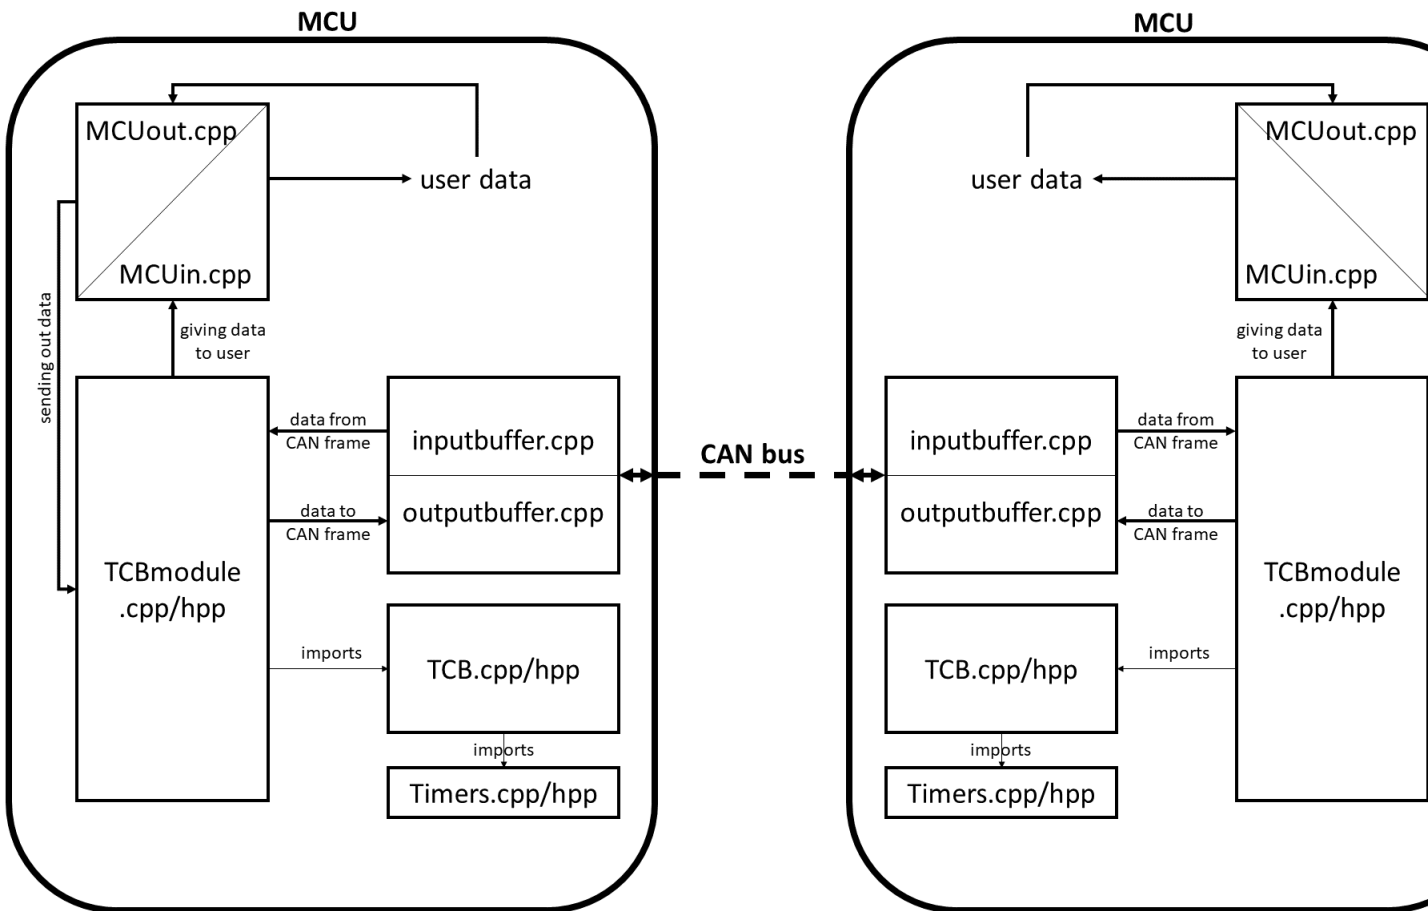 MCU
MCUout.cpp
user data
MCUin.cpp
sending out data
giving data
to user
data from
CAN frame
inputbuffer.cpp
data to
CAN frame
outputbuffer.cpp
TCBmodule
.cpp/hpp
imports
TCB.cpp/hpp
imports
Timers.cpp/hpp
CAN bus
MCU
user data
MCUout.cpp
MCUin.cpp
giving data
to user
inputbuffer.cpp
data from
CAN frame
outputbuffer.cpp
data to
CAN frame
TCBmodule
.cpp/hpp
TCB.cpp/hpp
imports
imports
Timers.cpp/hpp